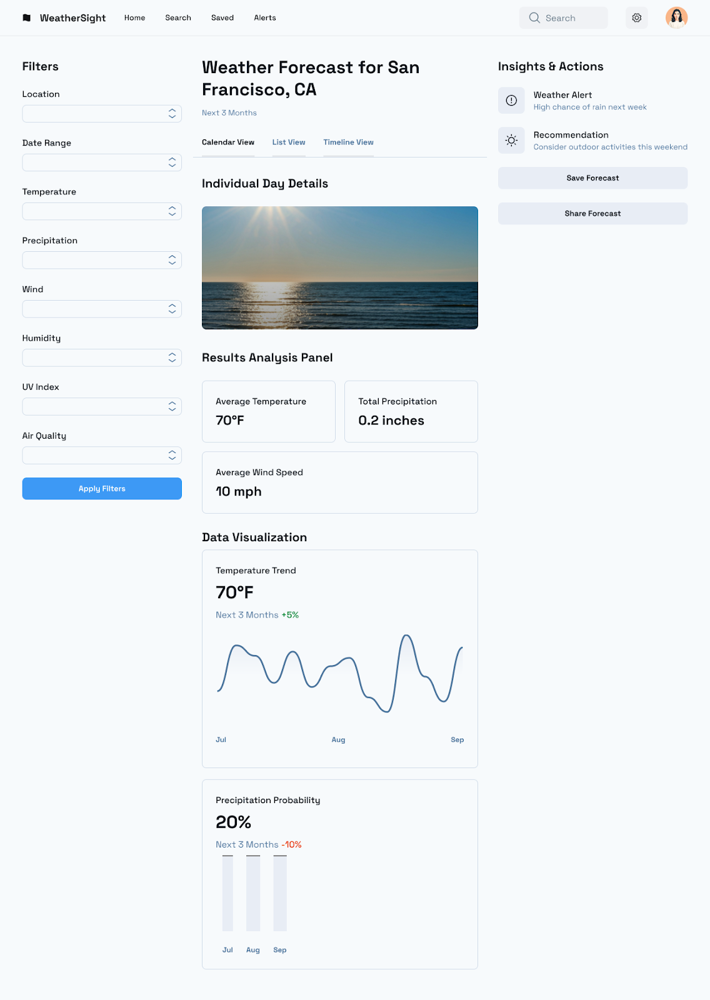 WeatherSight
Home
Search
Saved
Alerts
Search
Filters
Location
Date Range
Temperature
Precipitation
Wind
Humidity
UV Index
Air Quality
Apply Filters
Weather Forecast for San
Francisco, CA
Next 3 Months
Calendar View
List View
Timeline View
Individual Day Details
Results Analysis Panel
Average Temperature
70°F
Total Precipitation
0.2 inches
Average Wind Speed
10 mph
Data Visualization
Temperature Trend
70°F
Next 3 Months +5%
Jul
Aug
Sep
Precipitation Probability
20%
Next 3 Months -10%
Jul
Aug
Sep
Insights & Actions
Weather Alert
High chance of rain next week
Recommendation
Consider outdoor activities this weekend
Save Forecast
Share Forecast